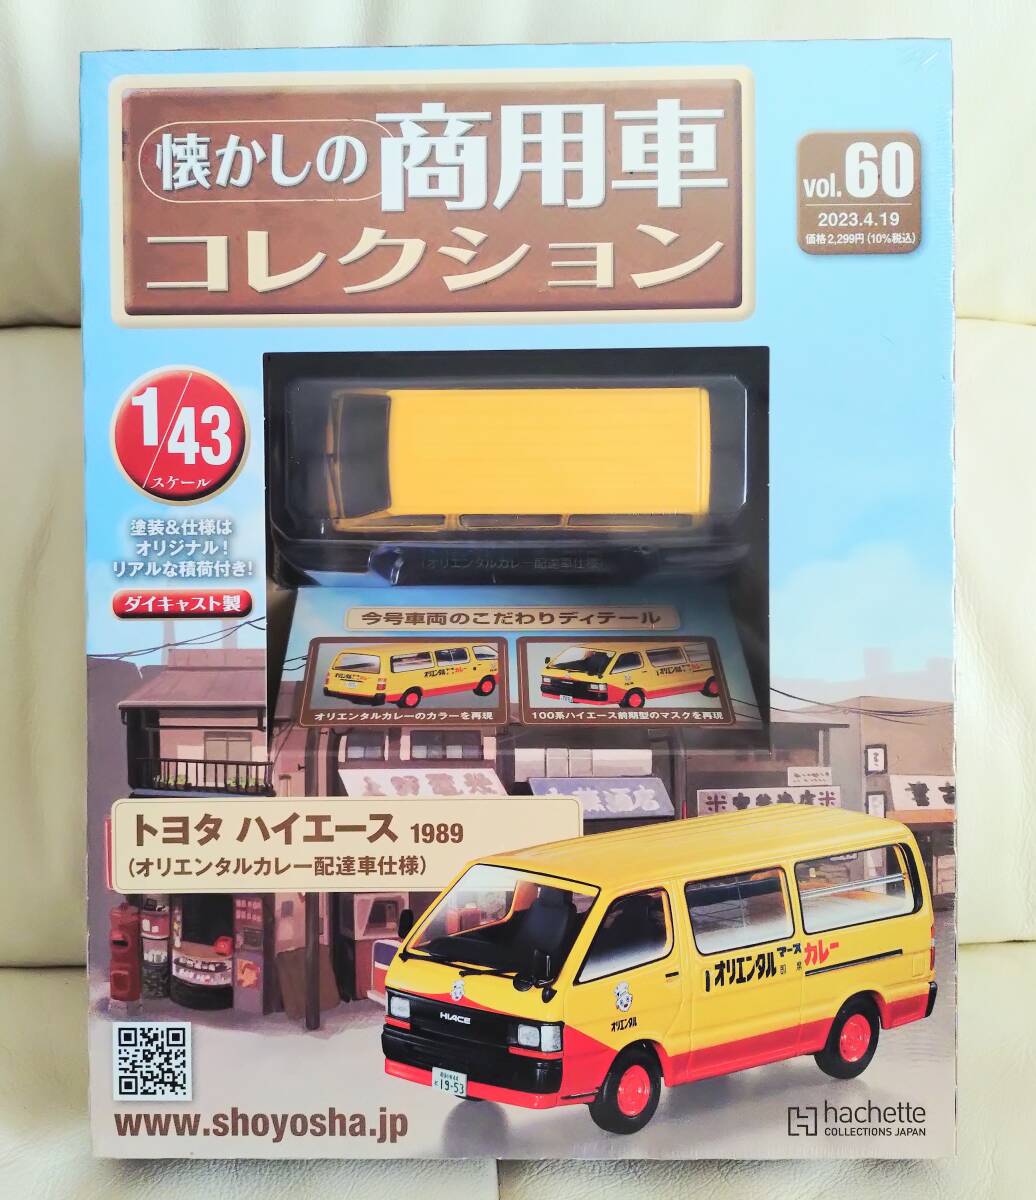 懐かしの 商用車
コレクション
vol.60
2023.4.19
価格2,299円(10%税込)
1/43
スケール
塗装&仕様は
オリジナル!
リアルな積荷付き!
ダイキャスト製
(オリエンタルカレー配達車仕様)
今号車両のこだわりディテール
オリエンタルカレーのカラーを再現
100系ハイエース前期型のマスクを再現
トヨタ ハイエース 1989
(オリエンタルカレー配達車仕様)
オリエンタル マースカレー
オリエンタル
HIACE
19-53
www.shoyosha.jp
hachette
COLLECTIONS JAPAN